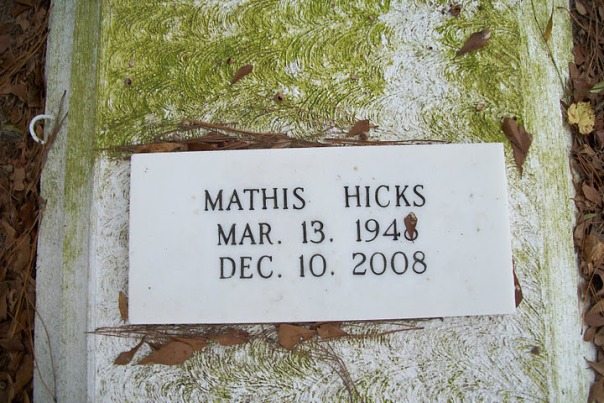 MATHIS HICKS
MAR. 13. 1948
DEC. 10. 2008